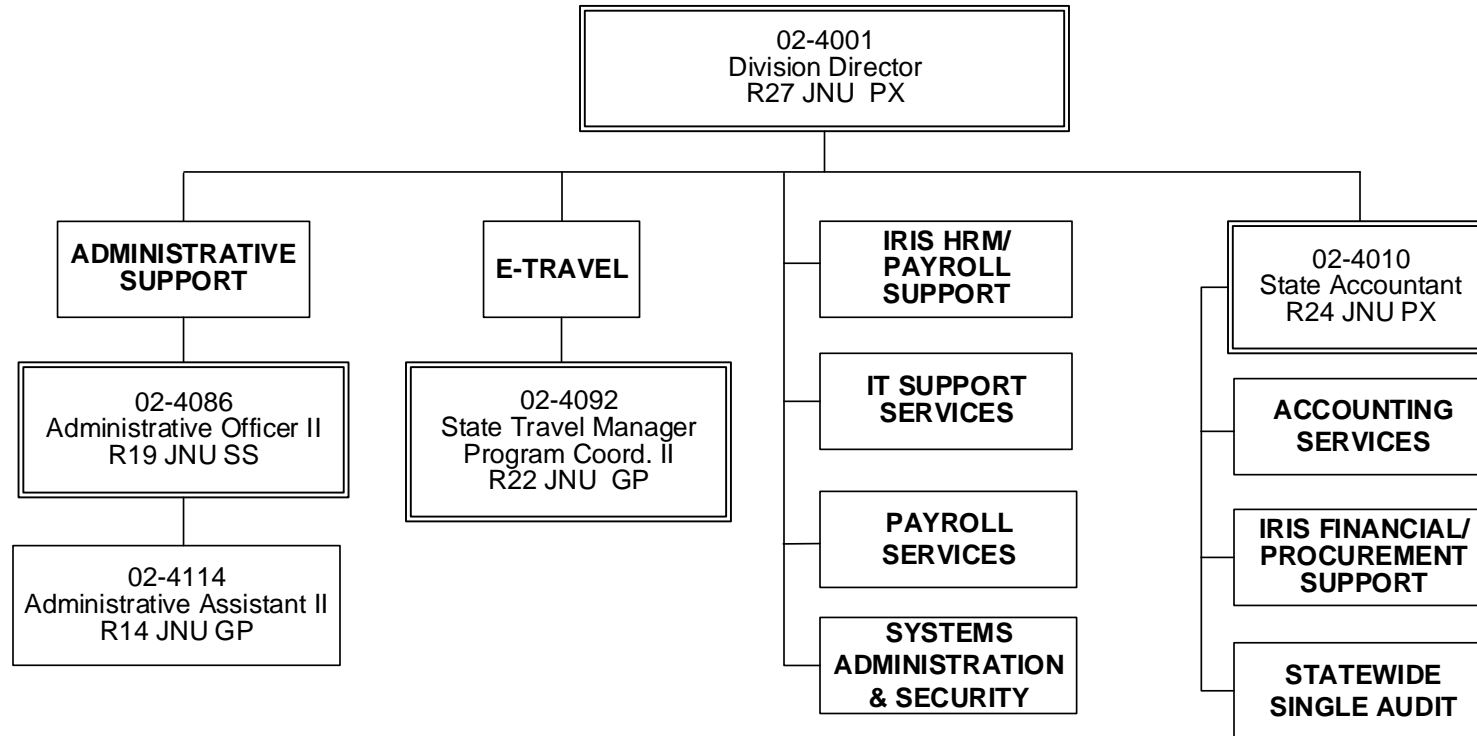 02-4001
Division Director
R27 JNU  PX
ADMINISTRATIVE
SUPPORT
02-4086
Administrative Officer II
R19 JNU SS
02-4114
Administrative Assistant II
R14 JNU GP
E-TRAVEL
02-4092
State Travel Manager
Program Coord. II
R22 JNU  GP
IRIS HRM/
PAYROLL
SUPPORT
IT SUPPORT
SERVICES
PAYROLL
SERVICES
SYSTEMS
ADMINISTRATION
& SECURITY
02-4010
State Accountant
R24 JNU PX
ACCOUNTING
SERVICES
IRIS FINANCIAL/
PROCUREMENT
SUPPORT
STATEWIDE
SINGLE AUDIT